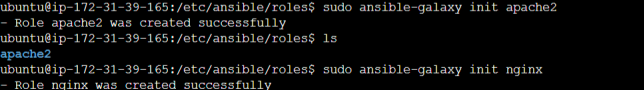 ubuntu@ip-172-31-39-165:/etc/ansible/roles$ sudo ansible-galaxy init apache2
- Role apache2 was created successfully
ubuntu@ip-172-31-39-165:/etc/ansible/roles$ ls
apache2
ubuntu@ip-172-31-39-165:/etc/ansible/roles$ sudo ansible-galaxy init nginx
- Role nginx was created successfully